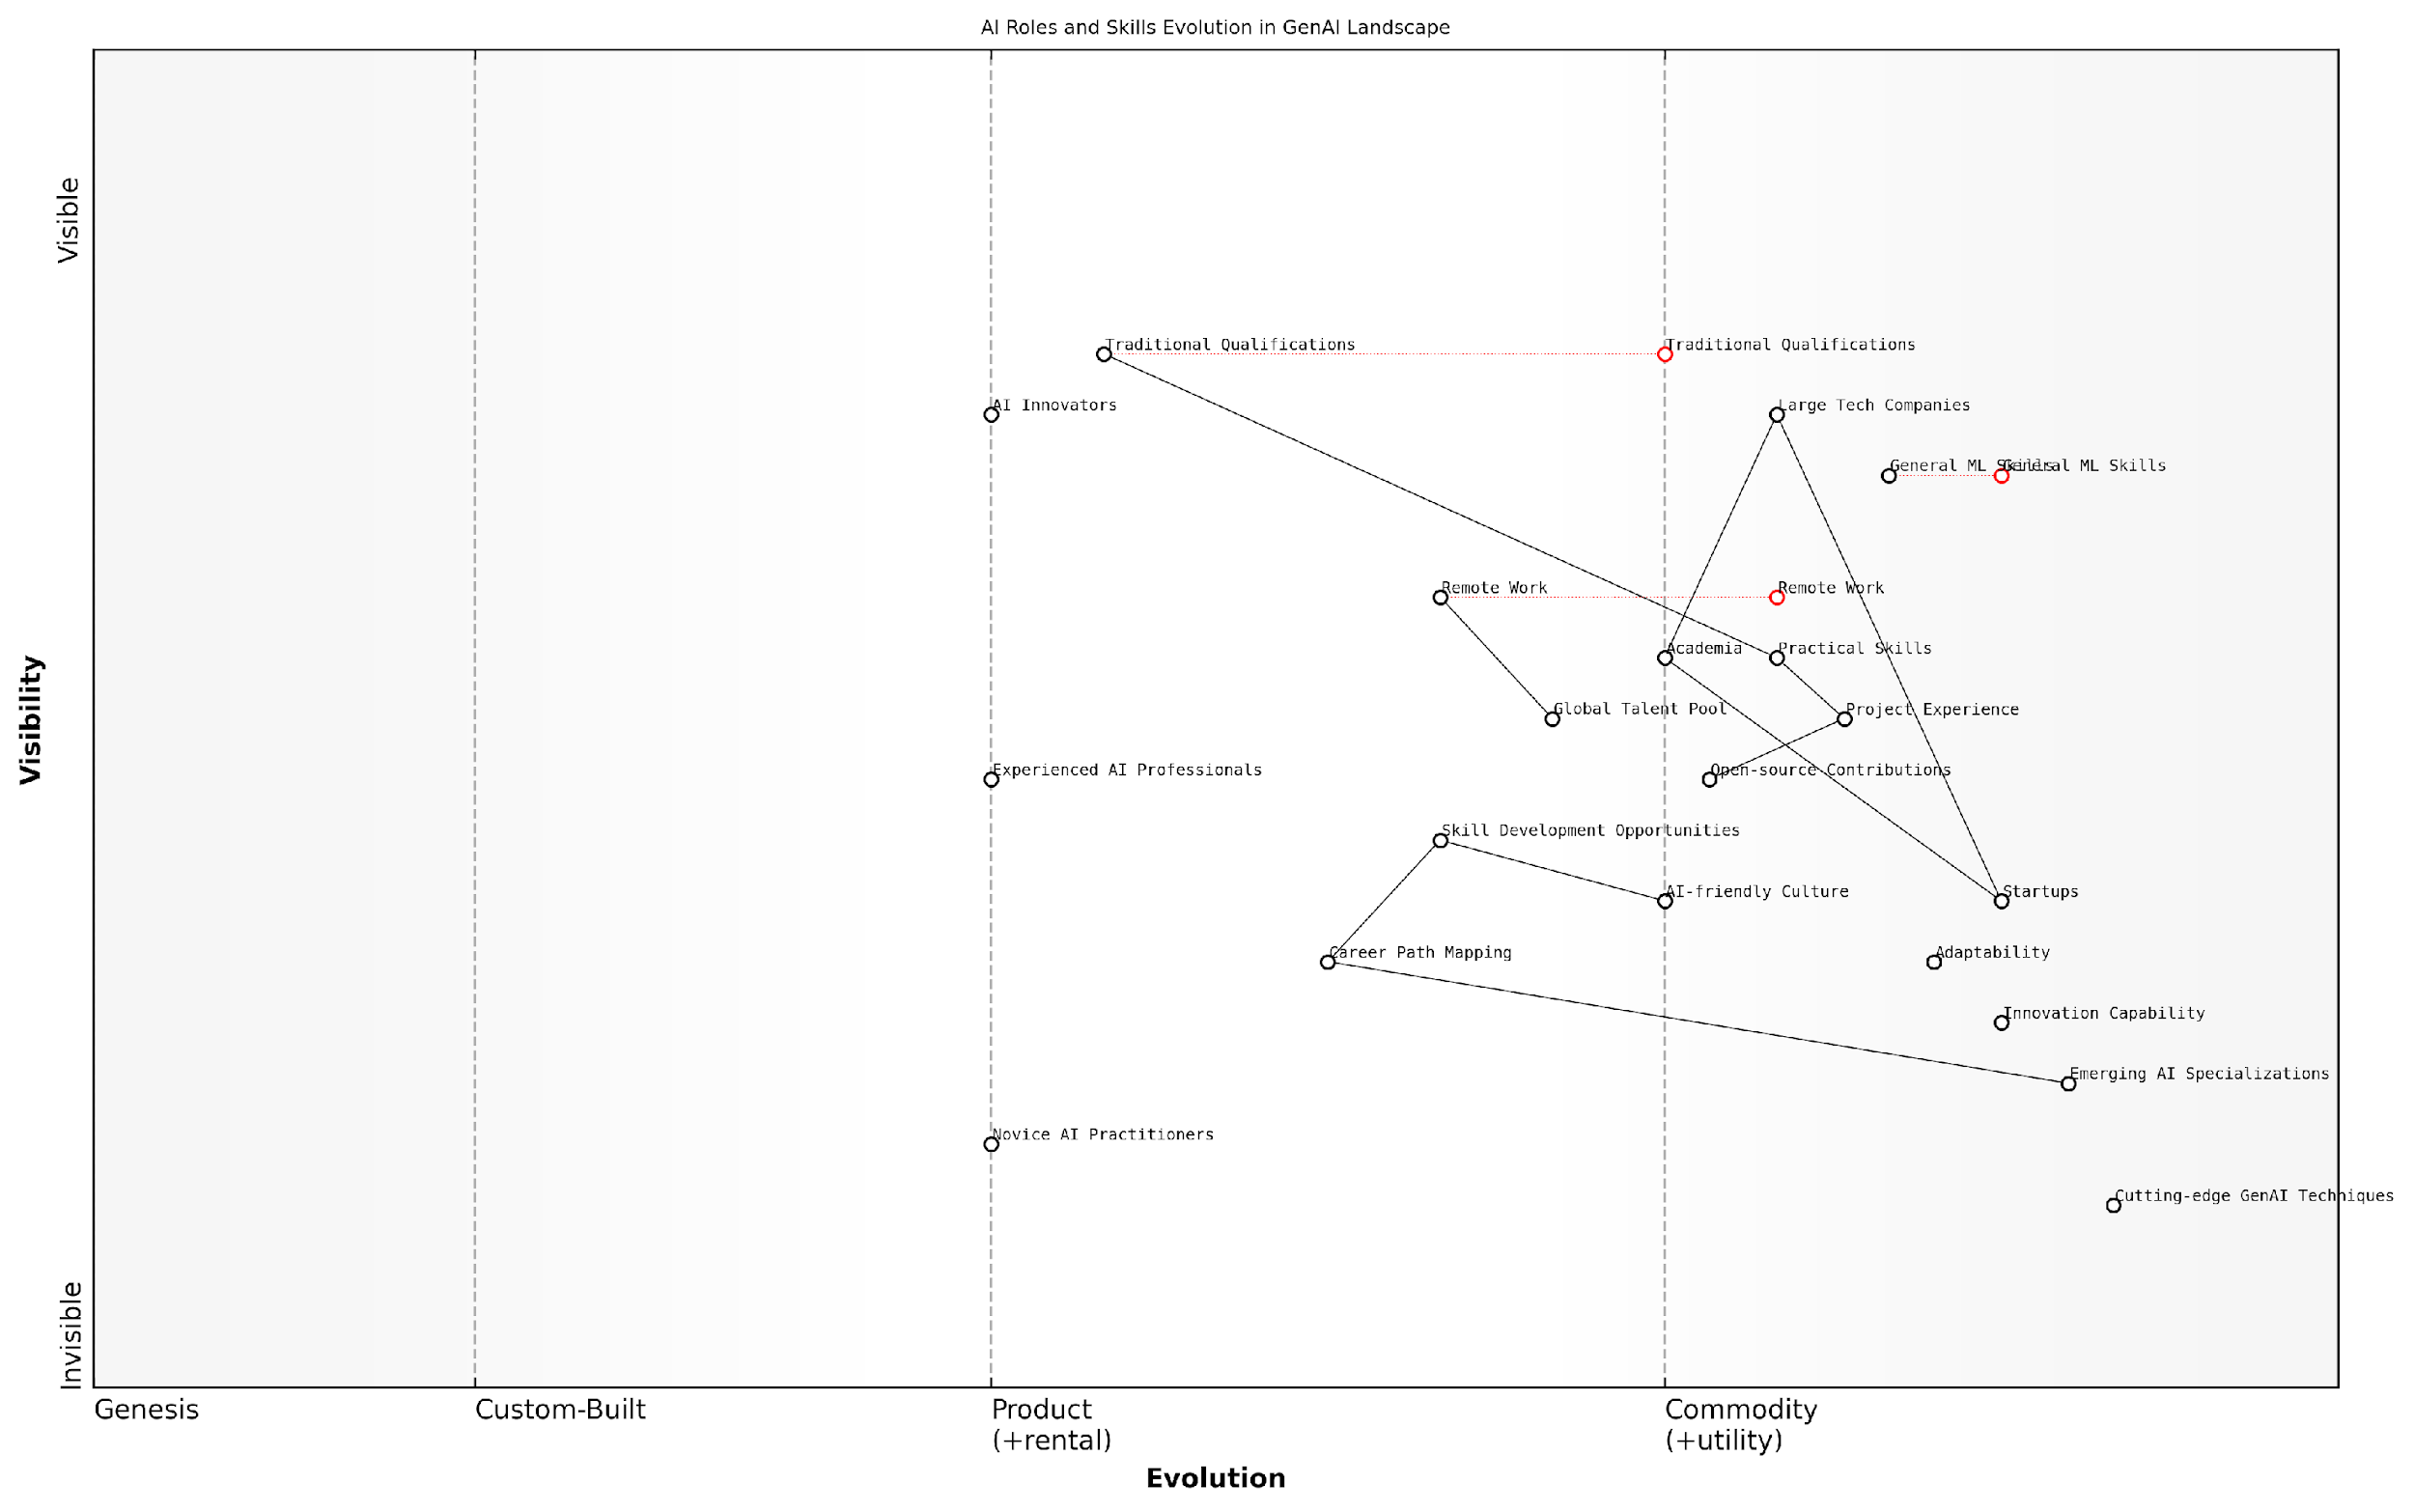 AI Roles and Skills Evolution in GenAI Landscape
Visible
Traditional Qualifications
Traditional Qualifications
AI Innovators
Large Tech Companies
General ML Skills
General ML Skills
Remote Work
Remote Work
Academia
Practical Skills
Visibility
Global Talent Pool
Project Experience
Experienced AI Professionals
Open-source Contributions
Skill Development Opportunities
AI-friendly Culture
Startups
Career Path Mapping
Adaptability
Innovation Capability
Emerging AI Specializations
Novice AI Practitioners
Cutting-edge GenAI Techniques
Invisible
Genesis
Custom-Built
Product
(+rental)
Commodity
(+utility)
Evolution